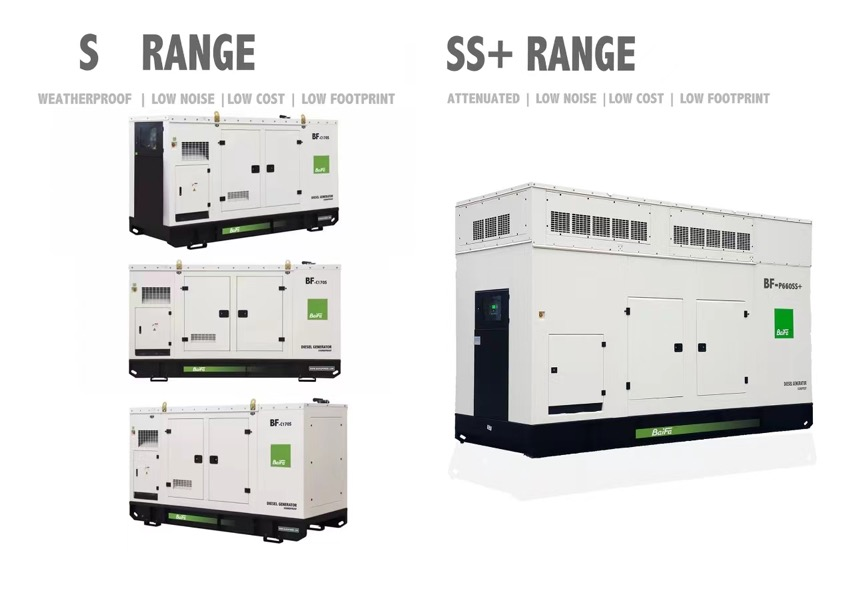 S RANGE
WEATHERPROOF | LOW NOISE | LOW COST | LOW FOOTPRINT
BF-C170S
BaiFa
DIESEL GENERATOR
BaiFa
BF-C170S
BaiFa
DIESEL GENERATOR
BaiFa
BF-C170S
BaiFa
DIESEL GENERATOR
BaiFa
SS+ RANGE
ATTENUATED | LOW NOISE | LOW COST | LOW FOOTPRINT
BF-P660SS+
BaiFa
DIESEL GENERATOR
BaiFa